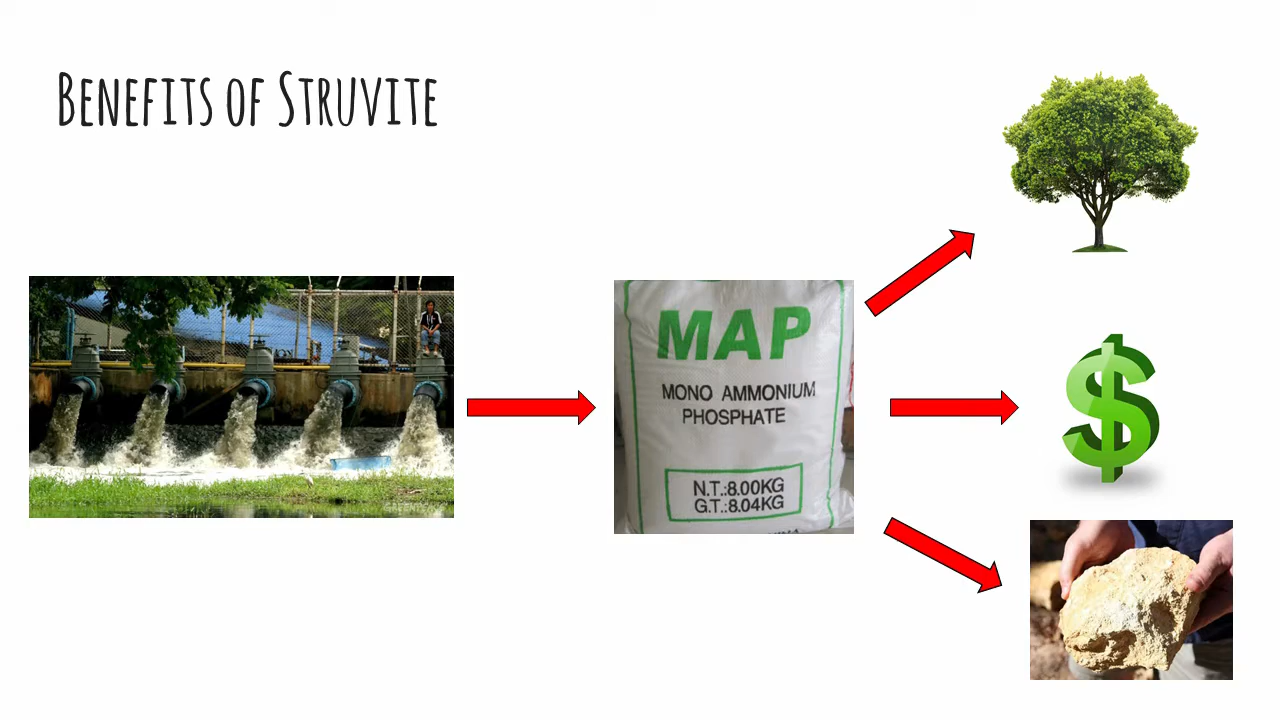 Benefits of Struvite
MAP
MONO AMMONIUM
PHOSPHATE
N.T.:8.00KG
G.T.:8.04KG